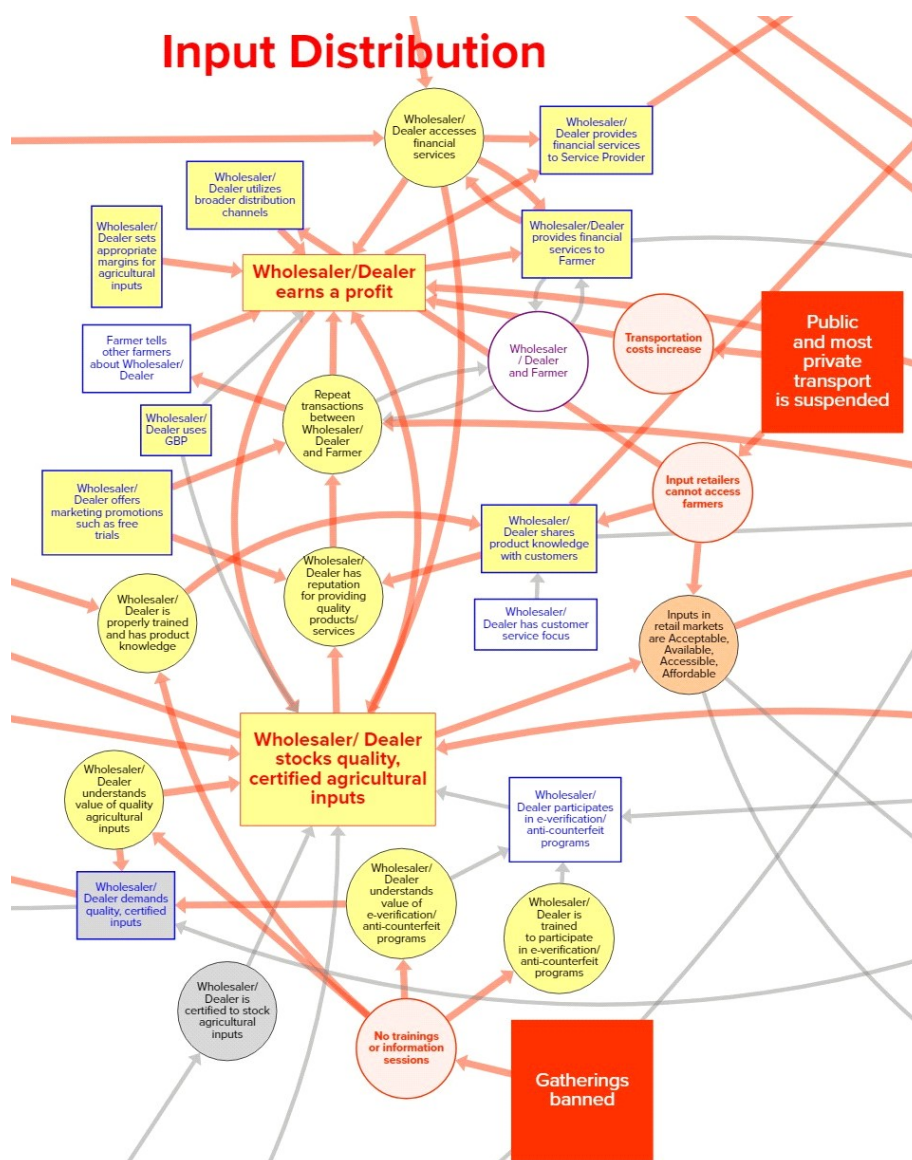 Input Distribution
Wholesaler/
Dealer accesses
financial
services
Wholesaler/
Dealer provides
financial services
to Service Provider
Wholesaler/
Dealer utilizes
broader distribution
channels
Wholesaler/
Dealer sets
appropriate
margins for
agricultural
inputs
Wholesaler/Dealer
provides financial
services to
Farmer
Wholesaler/Dealer
earns a profit
Farmer tells
other farmers
about Wholesaler/
Dealer
Wholesaler
/ Dealer
and Farmer
Transportation
costs increase
Public
and most
private
transport
is suspended
Repeat
transactions
between
Wholesaler/
Dealer
and Farmer
Wholesaler/
Dealer uses
GBP
Wholesaler/
Dealer offers
marketing promotions
such as free
trials
Input retailers
cannot access
farmers
Wholesaler/
Dealer shares
product knowledge
with customers
Wholesaler/
Dealer has
reputation
for providing
quality
products/
services
Wholesaler/
Dealer is
properly trained
and has product
knowledge
Wholesaler/
Dealer has customer
service focus
Inputs in
retail markets
are Acceptable,
Available,
Accessible,
Affordable
Wholesaler/ Dealer
stocks quality,
certified agricultural
inputs
Wholesaler/
Dealer
understands
value of quality
agricultural
inputs
Wholesaler/
Dealer participates
in e-verification/
anti-counterfeit
programs
Wholesaler/
Dealer demands
quality, certified
inputs
Wholesaler/
Dealer
understands
value of
e-verification/
anti-counterfeit
programs
Wholesaler/
Dealer is
trained
to participate
in e-verification/
anti-counterfeit
programs
Wholesaler/
Dealer is
certified to stock
agricultural
inputs
No trainings
or information
sessions
Gatherings
banned